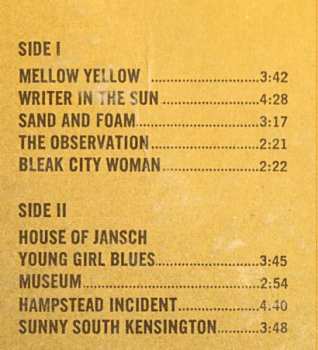 SIDE I
MELLOW YELLOW ............................3:42
WRITER IN THE SUN .........................4:28
SAND AND FOAM............................3:17
THE OBSERVATION............................2:21
BLEAK CITY WOMAN.........................2:22
SIDE II
HOUSE OF JANSCH
YOUNG GIRL BLUES..........................3:45
MUSEUM..............................................2:54
HAMPSTEAD INCIDENT.....................4:40
SUNNY SOUTH KENSINGTON..........3:48